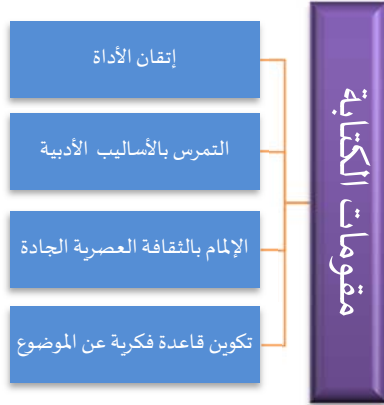 مقومات الكتابة
إتقان الأداة
التمرس بالأساليب الأدبية
الإلمام بالثقافة العصرية الجادة
تكوين قاعدة فكرية عن الموضوع